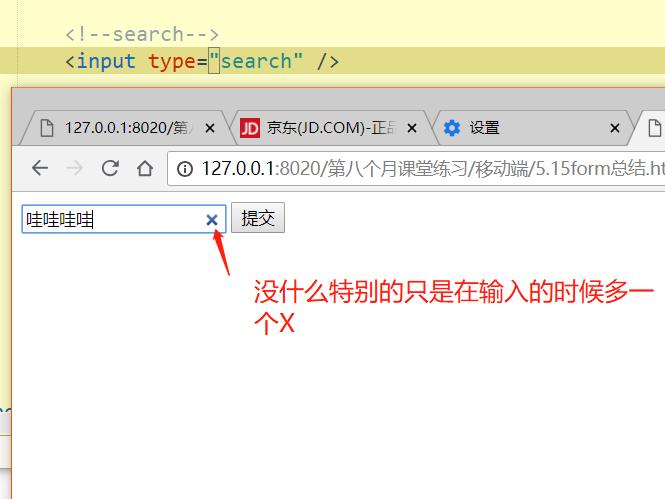 <!--search-->
<input type="search" />
127.0.0.1:8020/第八 京东(JD.COM)-正品 设置
127.0.0.1:8020/第八个月课堂练习/移动端/5.15form总结.ht
哇哇哇哇 提交
没什么特别的只是在输入的时候多一
个X